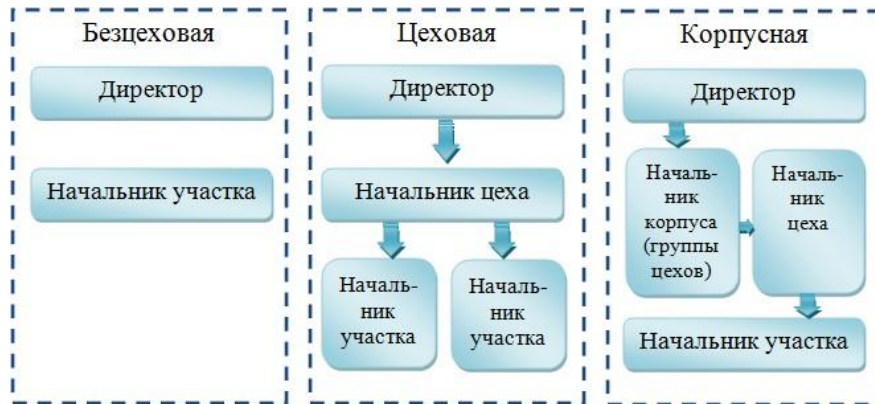 Безцеховая
Директор
Начальник участка
Цеховая
Директор
Начальник цеха
Началь-
ник
участка
Началь-
ник
участка
Корпусная
Директор
Началь-
ник
корпуса
(группы
цехов)
Началь-
ник
цеха
Начальник участка